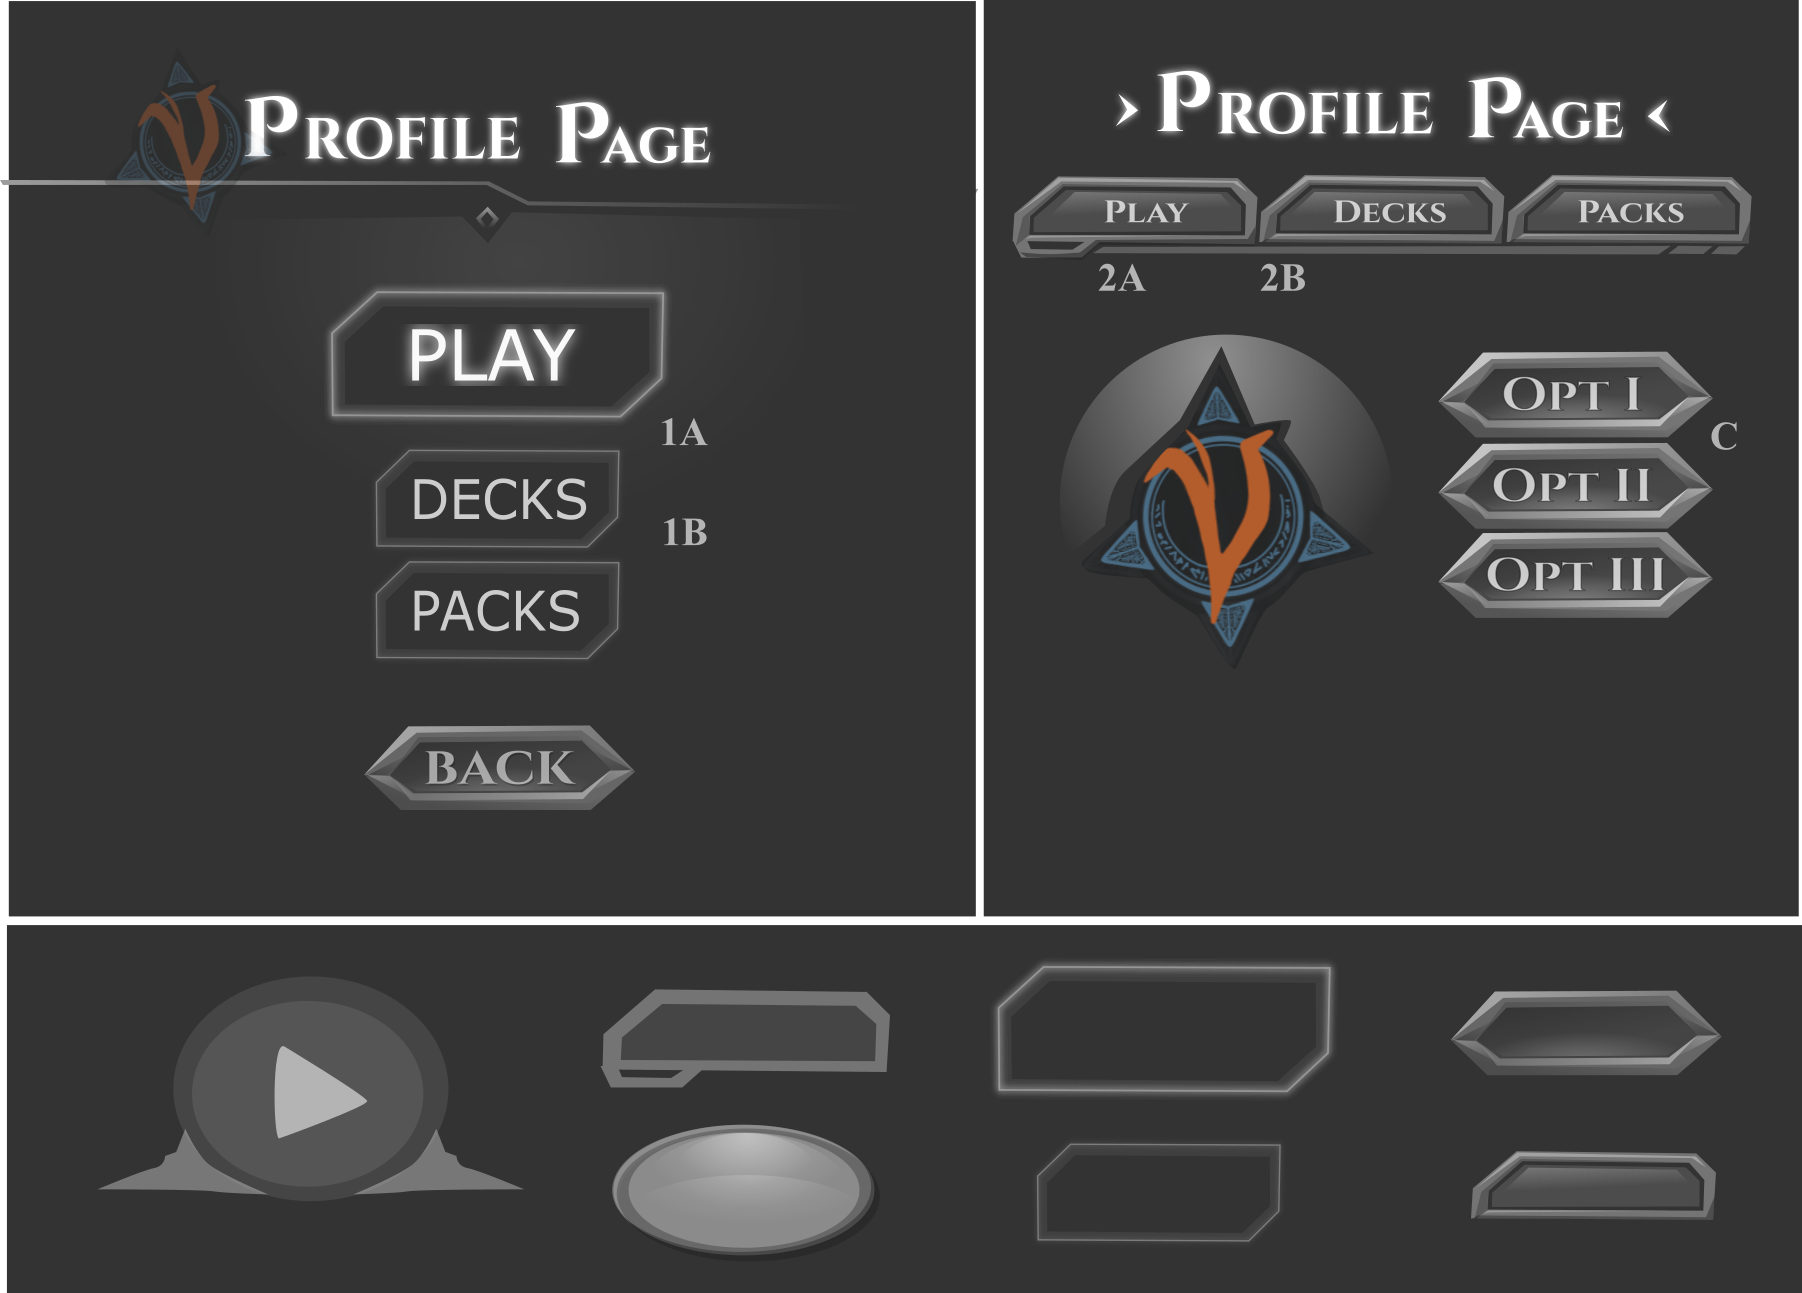 Profile Page
PLAY
1A
DECKS
1B
PACKS
BACK
› Profile Page ‹
Play Decks Packs
2A 2B
Opt I
C
Opt II
Opt III